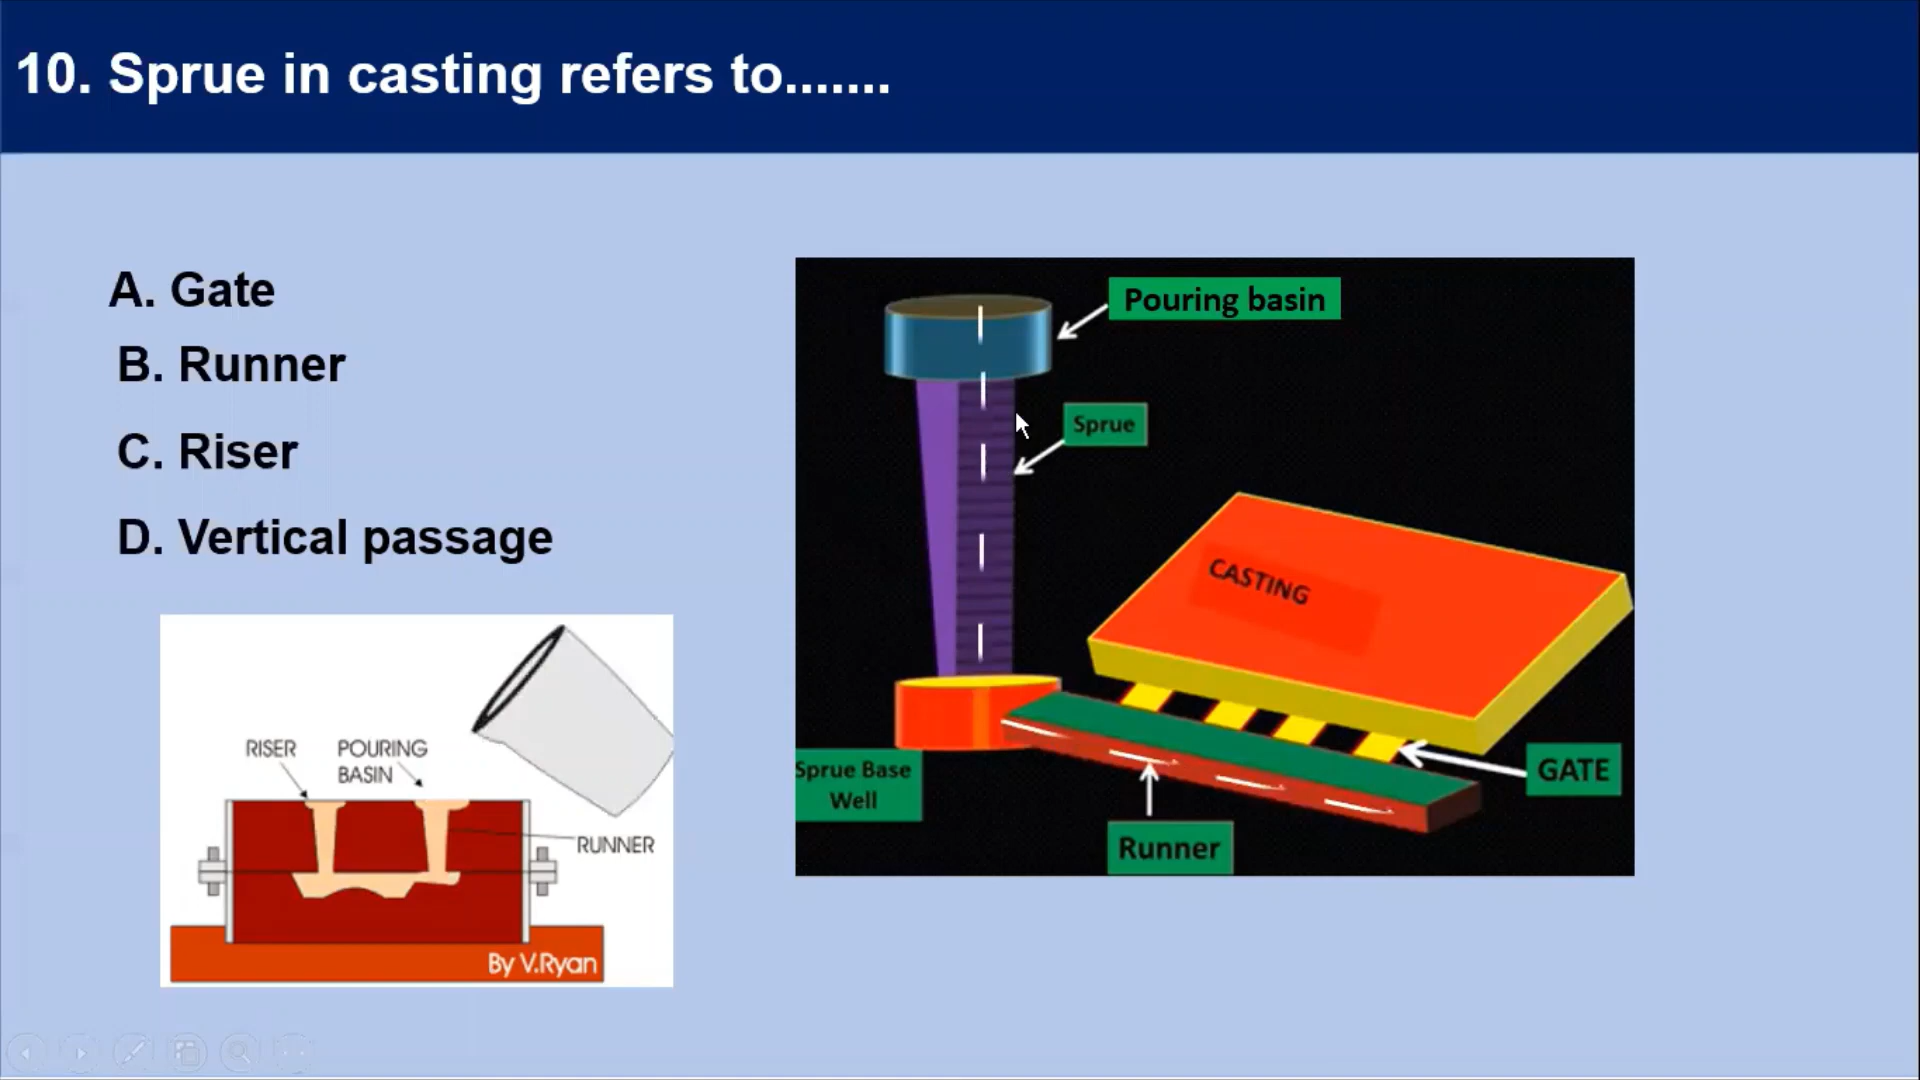 10. Sprue in casting refers to.......
A. Gate
B. Runner
C. Riser
D. Vertical passage
RISER
POURING
BASIN
RUNNER
By V.Ryan
Pouring basin
Sprue
CASTING
GATE
Sprue Base
Well
Runner